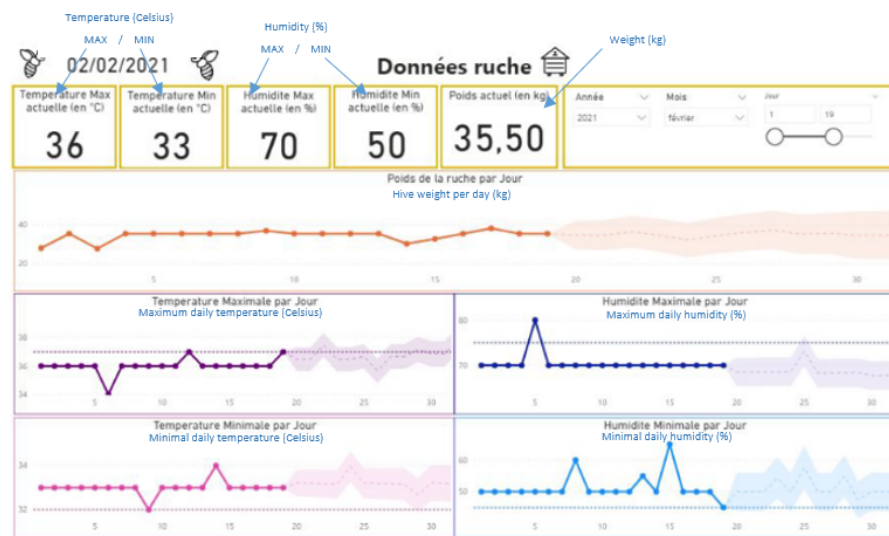 Temperature (Celsius)
MAX / MIN
Humidity (%)
MAX / MIN
Weight (kg)
02/02/2021
Données ruche
Temperature Max
actuelle (en °C)
36
Temperature Min
actuelle (en °C)
33
Humidite Max
actuelle (en %)
70
Humidite Min
actuelle (en %)
50
Poids actuel (en kg)
35,50
Année
2021
Mois
février
Jour
1 19
Poids de la ruche par Jour
Hive weight per day (kg)
40
20
5 10 15 20 25 30
Temperature Maximale par Jour
Maximum daily temperature (Celsius)
38
36
34
5 10 15 20 25 30
Humidite Maximale par Jour
Maximum daily humidity (%)
80
70
5 10 15 20 25 30
Temperature Minimale par Jour
Minimal daily temperature (Celsius)
34
32
5 10 15 20 25 30
Humidite Minimale par Jour
Minimal daily humidity (%)
60
50
5 10 15 20 25 30